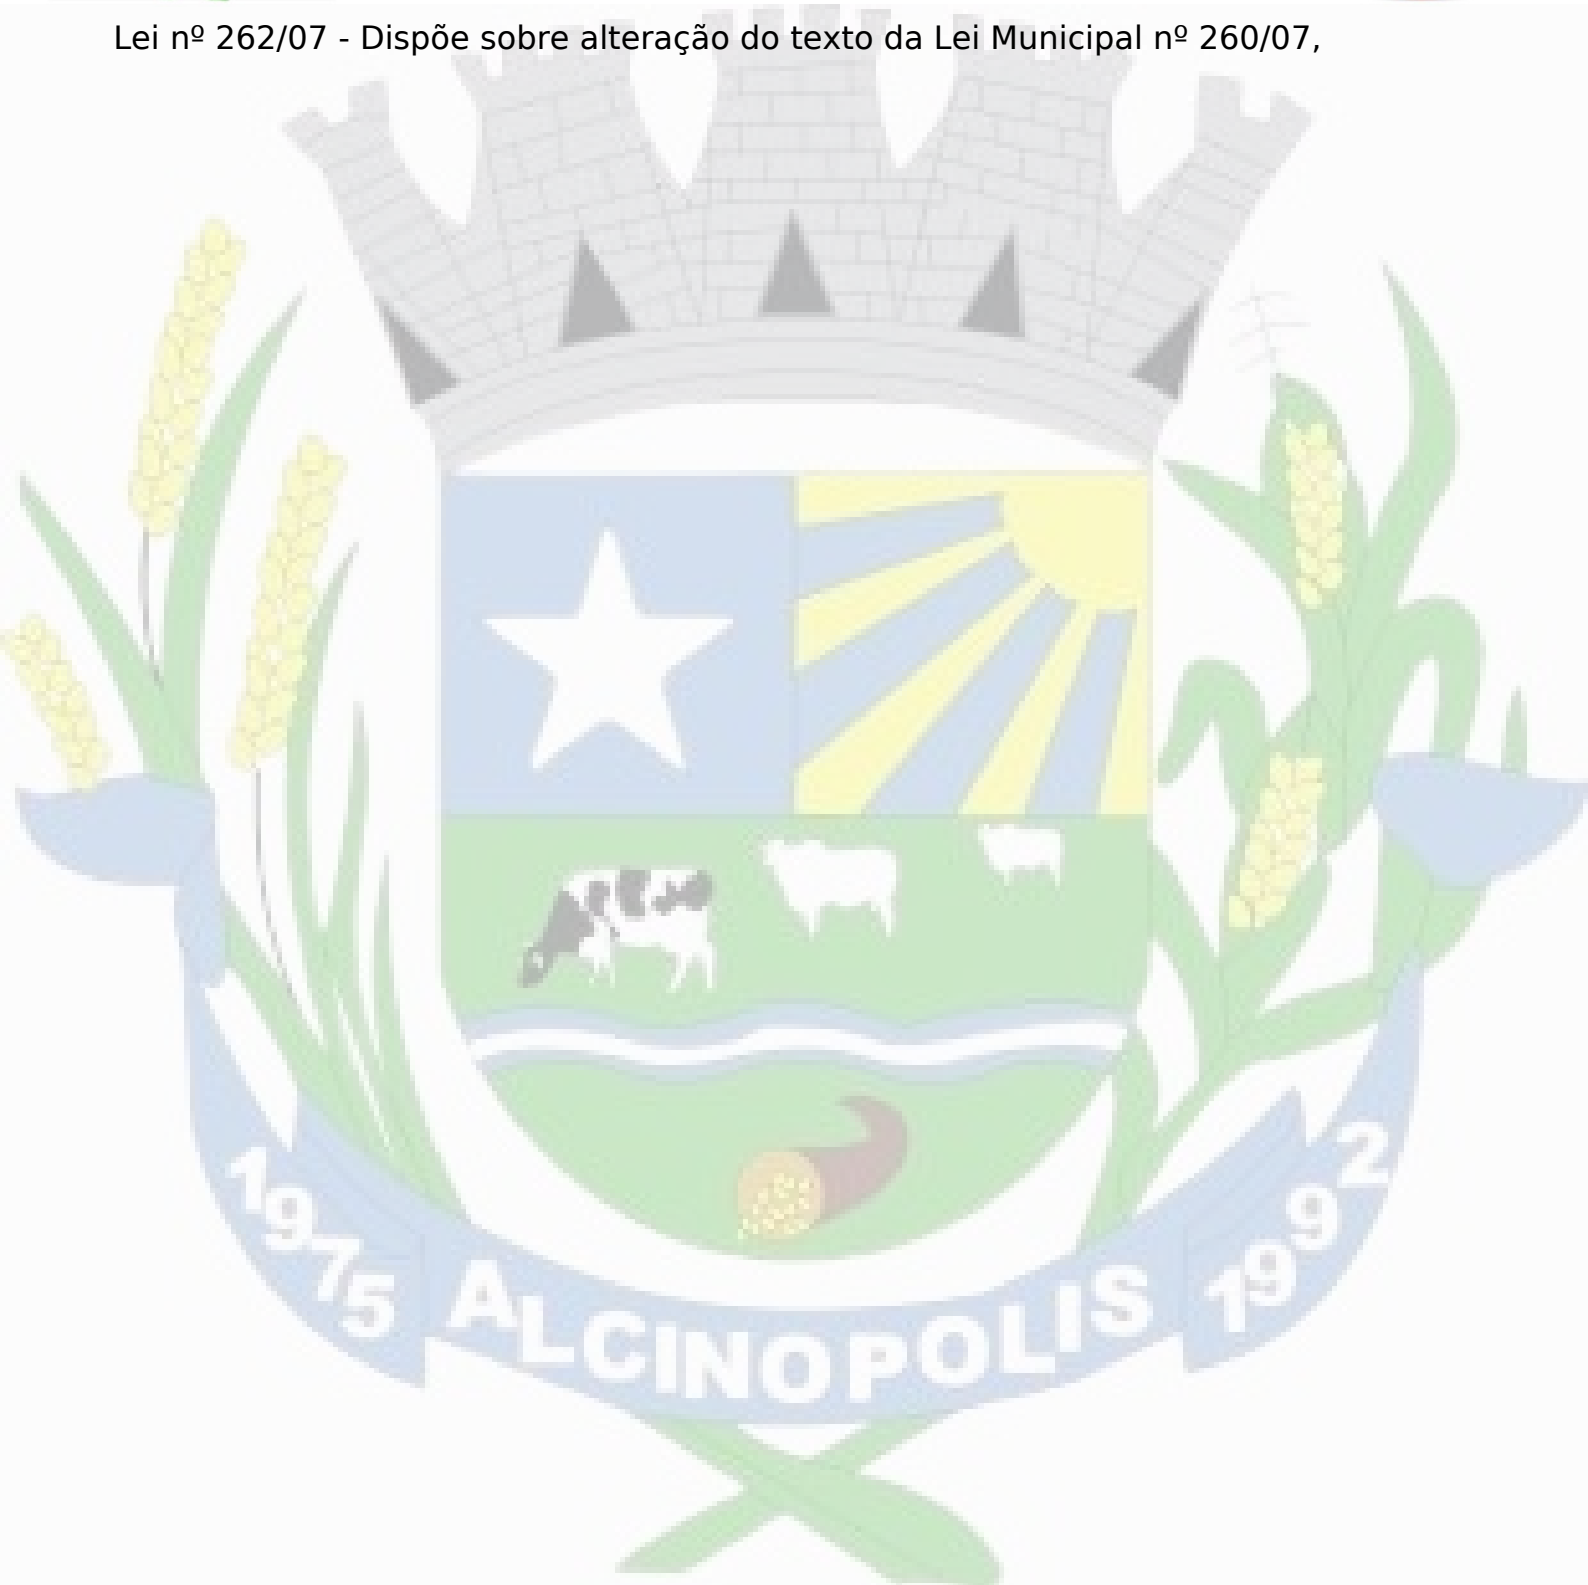 Lei nº 262/07 - Dispõe sobre alteração do texto da Lei Municipal nº 260/07,
1975 ALCINOPOLIS 1992